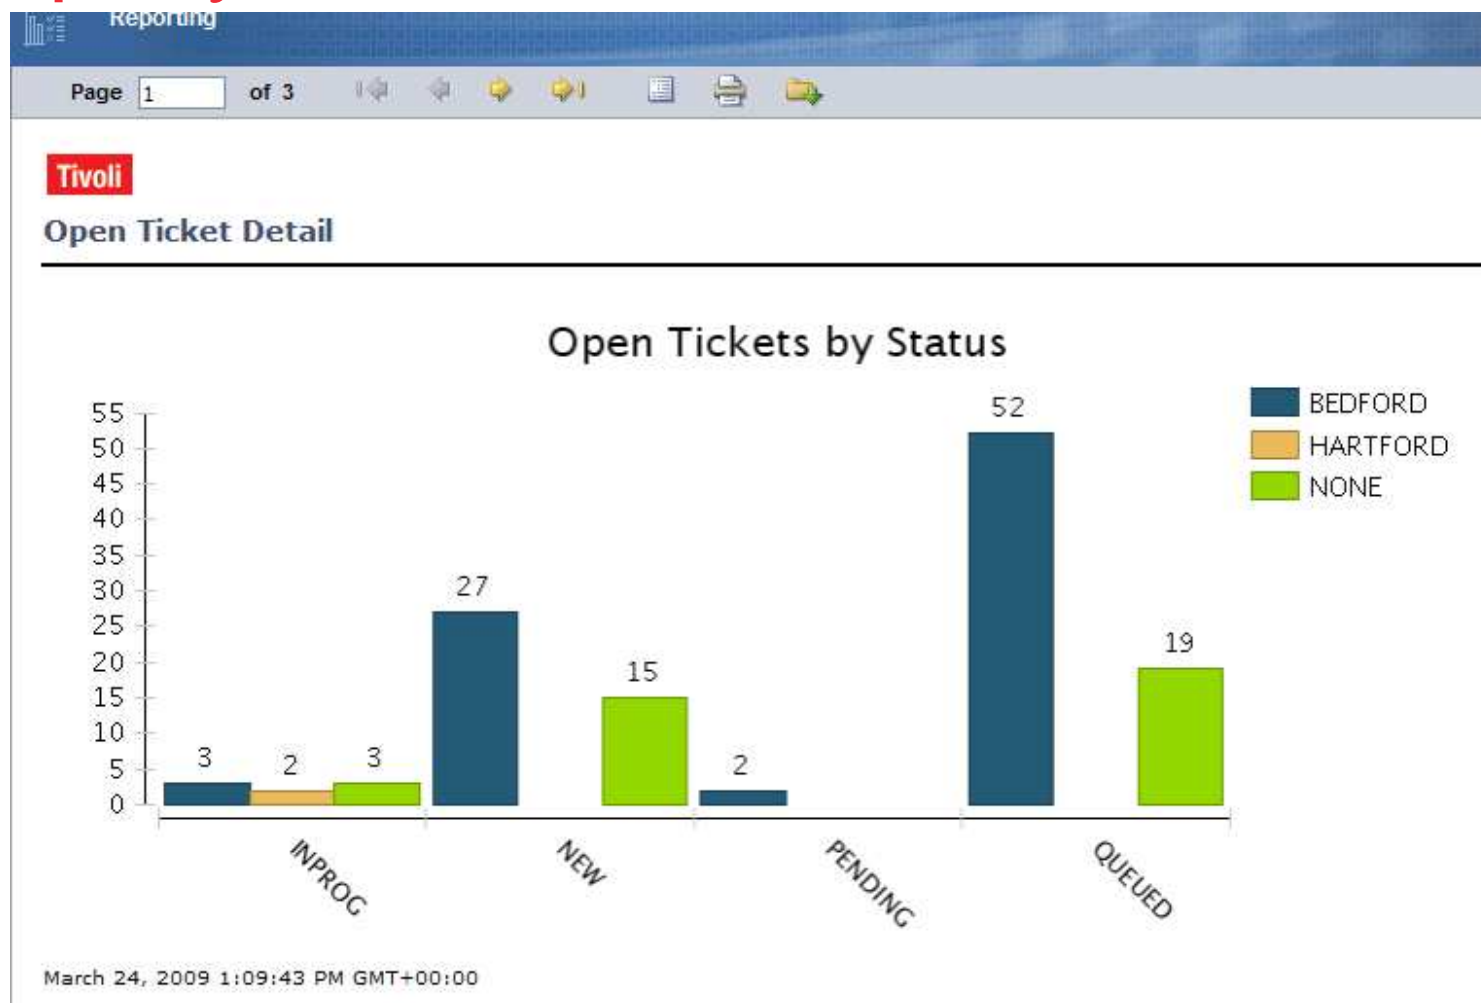 Reporting
Page 1 of 3
Tivoli
Open Ticket Detail
Open Tickets by Status
55
50
45
40
35
30
25
20
15
10
5
0
3
2
3
27
15
2
52
19
INPROG
NEW
PENDING
QUEUED
BEDFORD
HARTFORD
NONE
March 24, 2009 1:09:43 PM GMT+00:00